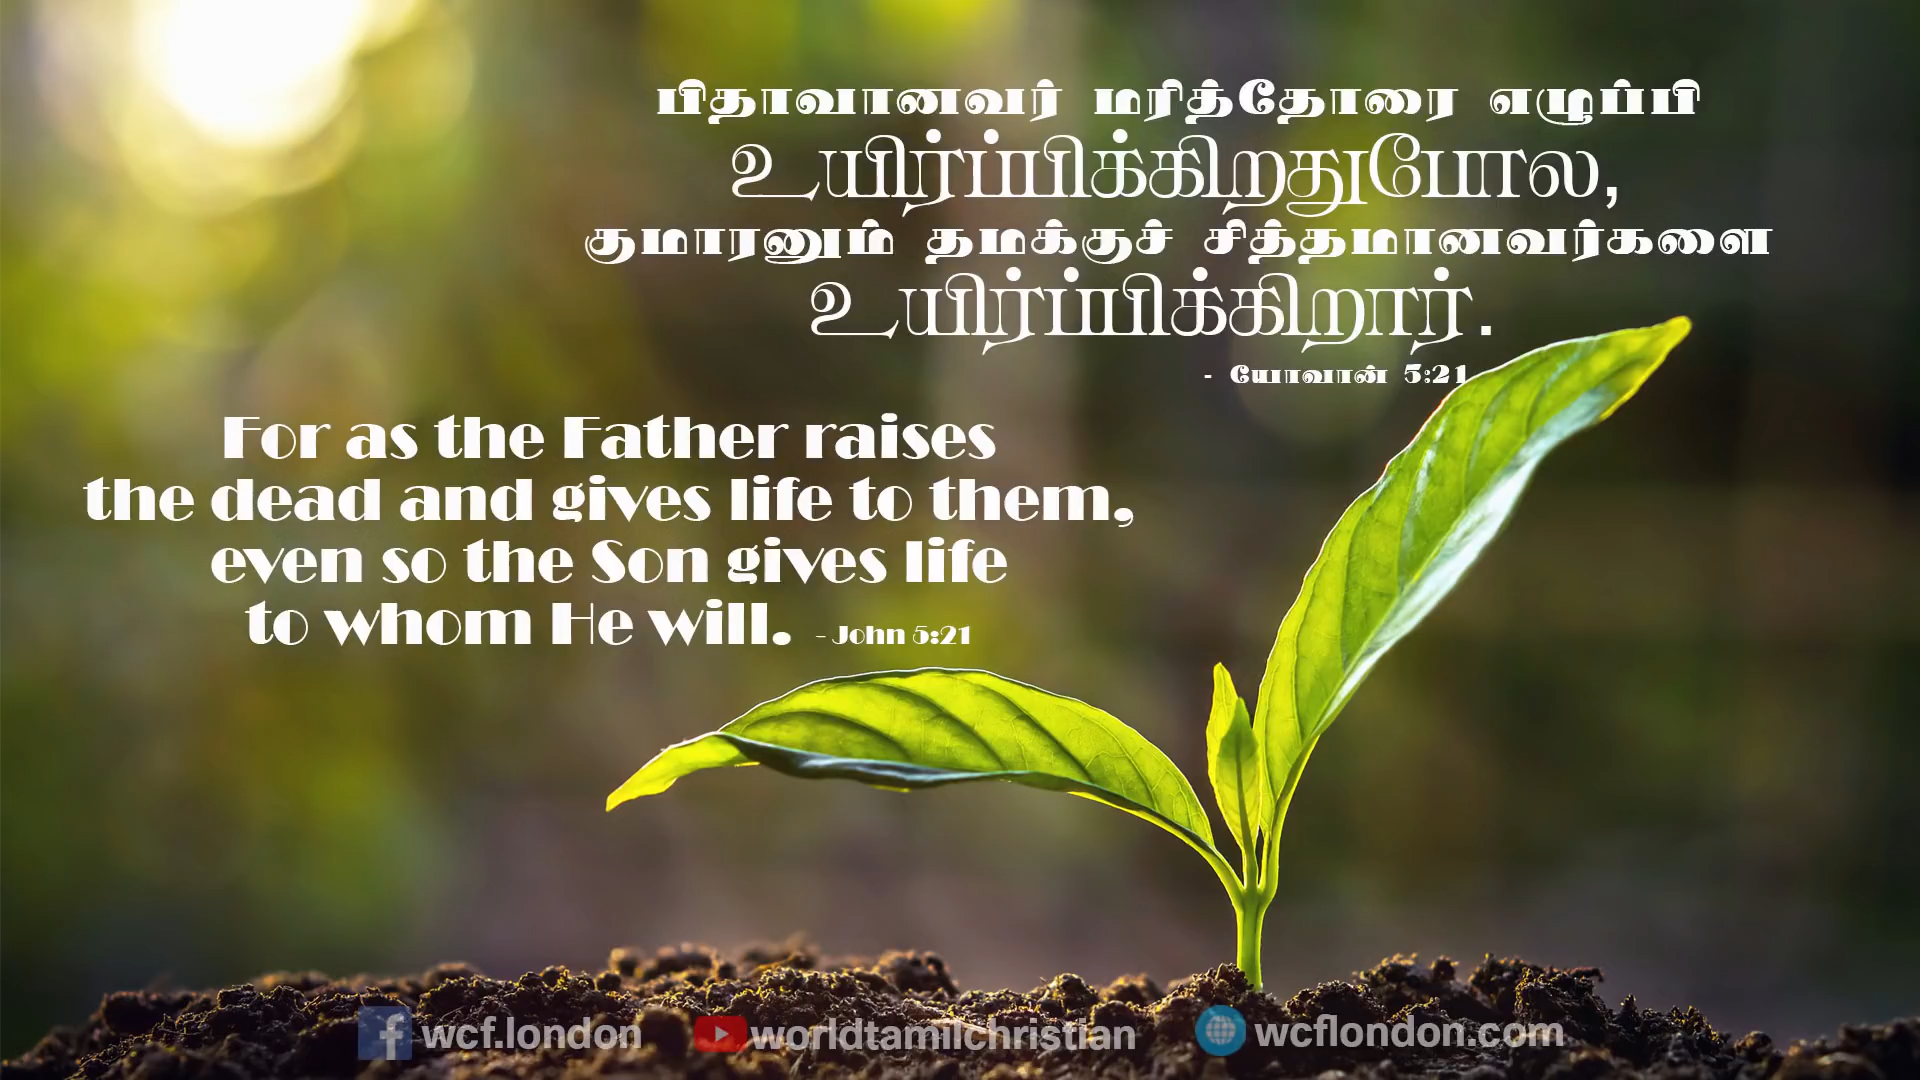 பிதாவானவர் மரித்தோரை எழுப்பி
உயிர்ப்பிக்கிறதுபோல,
குமாரனும் தமக்குச் சித்தமானவர்களை
உயிர்ப்பிக்கிறார்.
- யோவான் 5:21
For as the Father raises
the dead and gives life to them,
even so the Son gives life
to whom He will. - John 5:21
wcf.london worldtamilchristian wcflondon.com